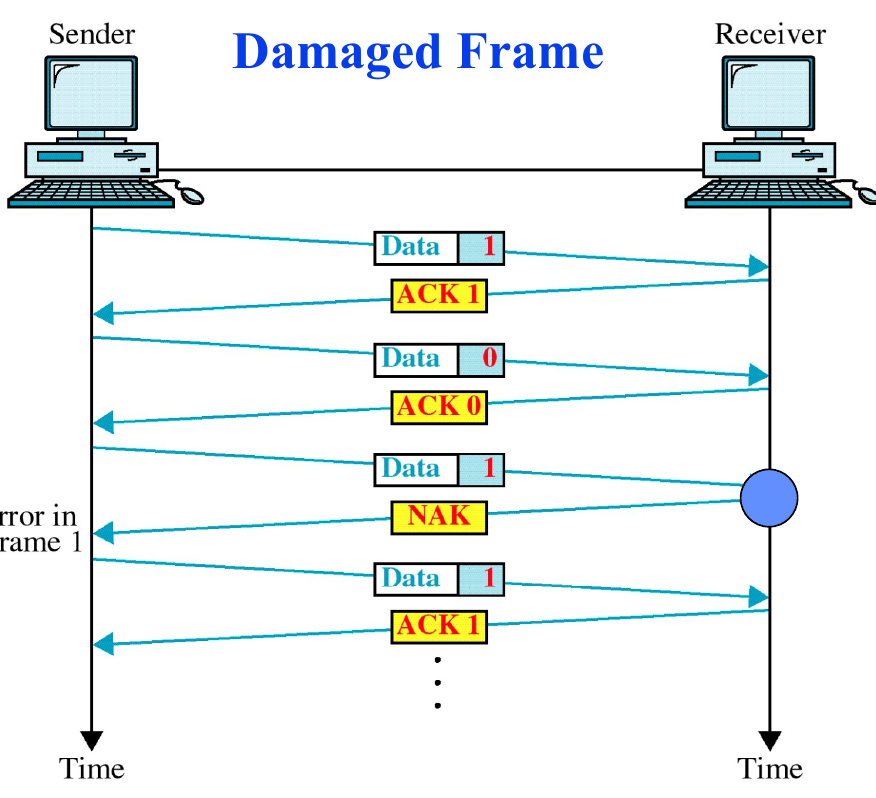 Sender
Damaged Frame
Receiver
Data 1
ACK 1
Data 0
ACK 0
Data 1
NAK
rror in
rame 1
Data 1
ACK 1
Time
Time